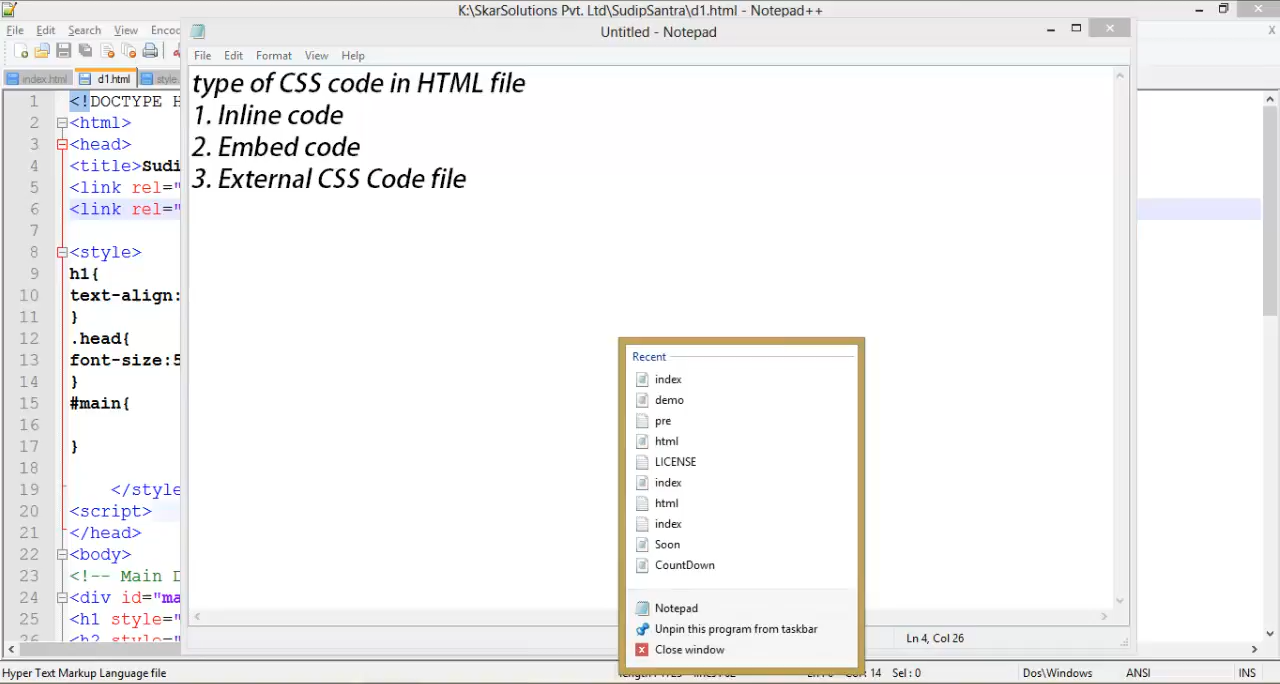 K:\SkarSolutions Pvt. Ltd\SudipSantra\d1.html - Notepad++
File Edit Search View
index.html d1.html style.
1 <!DOCTYPE H
2 <html>
3 <head>
4 <title>Sudi
5 <link rel="
6 <link rel="
7
8 <style>
9 h1{
10 text-align:
11 }
12 .head{
13 font-size:5
14 }
15 #main{
16
17 }
18
19 </style
20 <script>
21 </head>
22 <body>
23 <!-- Main D
24 <div id="ma
25 <h1 style="
26 <h2 style="
Untitled - Notepad
File Edit Format View Help
type of CSS code in HTML file
1. Inline code
2. Embed code
3. External CSS Code file
Recent
index
demo
pre
html
LICENSE
index
html
index
Soon
CountDown
Notepad
Unpin this program from taskbar
Close window
Ln 4, Col 26
Hyper Text Markup Language file
14 Sel : 0
Dos\Windows
ANSI
INS